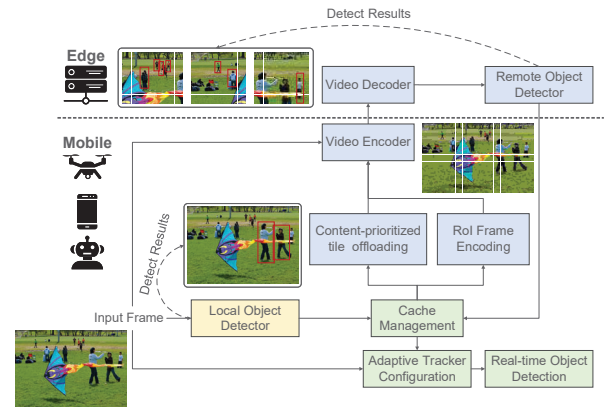 Detect Results
Edge
Video Decoder
Remote Object
Detector
Mobile
Video Encoder
Detect Results
Content-prioritized
tile offloading
RoI Frame
Encoding
Input Frame
Local Object
Detector
Cache
Management
Adaptive Tracker
Configuration
Real-time Object
Detection